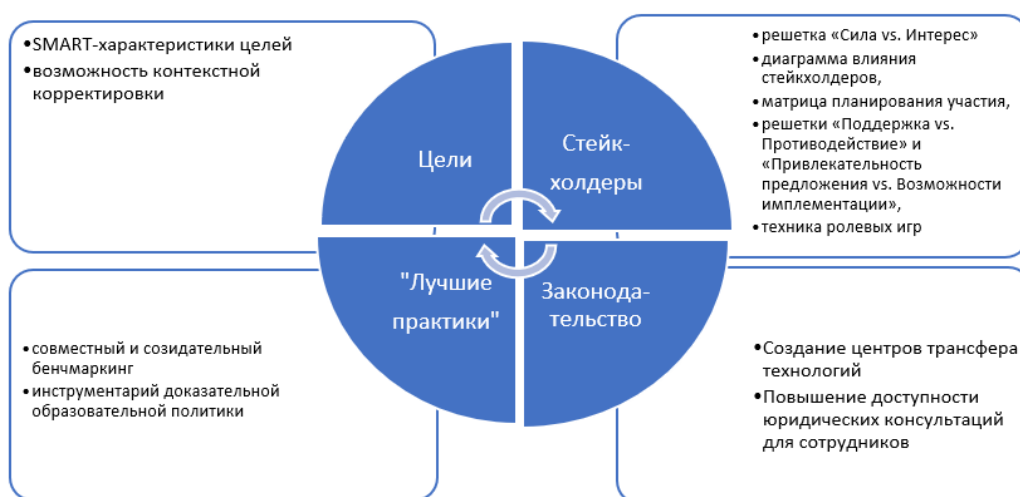 •SMART-характеристики целей
•возможность контекстной
корректировки
Цели
Стейк-
холдеры
•решетка «Сила vs. Интерес»
•диаграмма влияния
стейкхолдеров,
•матрица планирования участия,
•решетки «Поддержка vs.
Противодействие» и
«Привлекательность
предложения vs. Возможности
имплементации»,
•техника ролевых игр
•совместный и созидательный
бенчмаркинг
•инструментарий доказательной
образовательной политики
"Лучшие
практики"
Законода-
тельство
•Создание центров трансфера
технологий
•Повышение доступности
юридических консультаций
для сотрудников